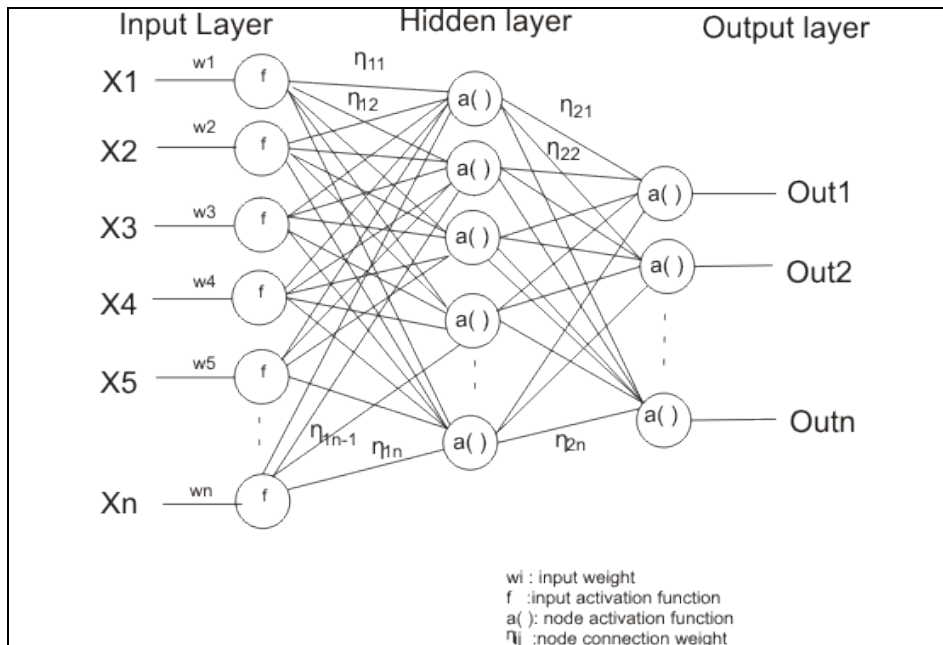 Input Layer
Hidden layer
Output layer
X1
w1
f
η11
a( )
η21
X2
w2
f
η12
a( )
η22
a( )
Out1
X3
w3
f
a( )
a( )
Out2
X4
w4
f
a( )
X5
w5
f
a( )
a( )
Outn
η1n-1
η1n
η2n
Xn
wn
f
wi : input weight
f :input activation function
a( ): node activation function
ηij :node connection weight